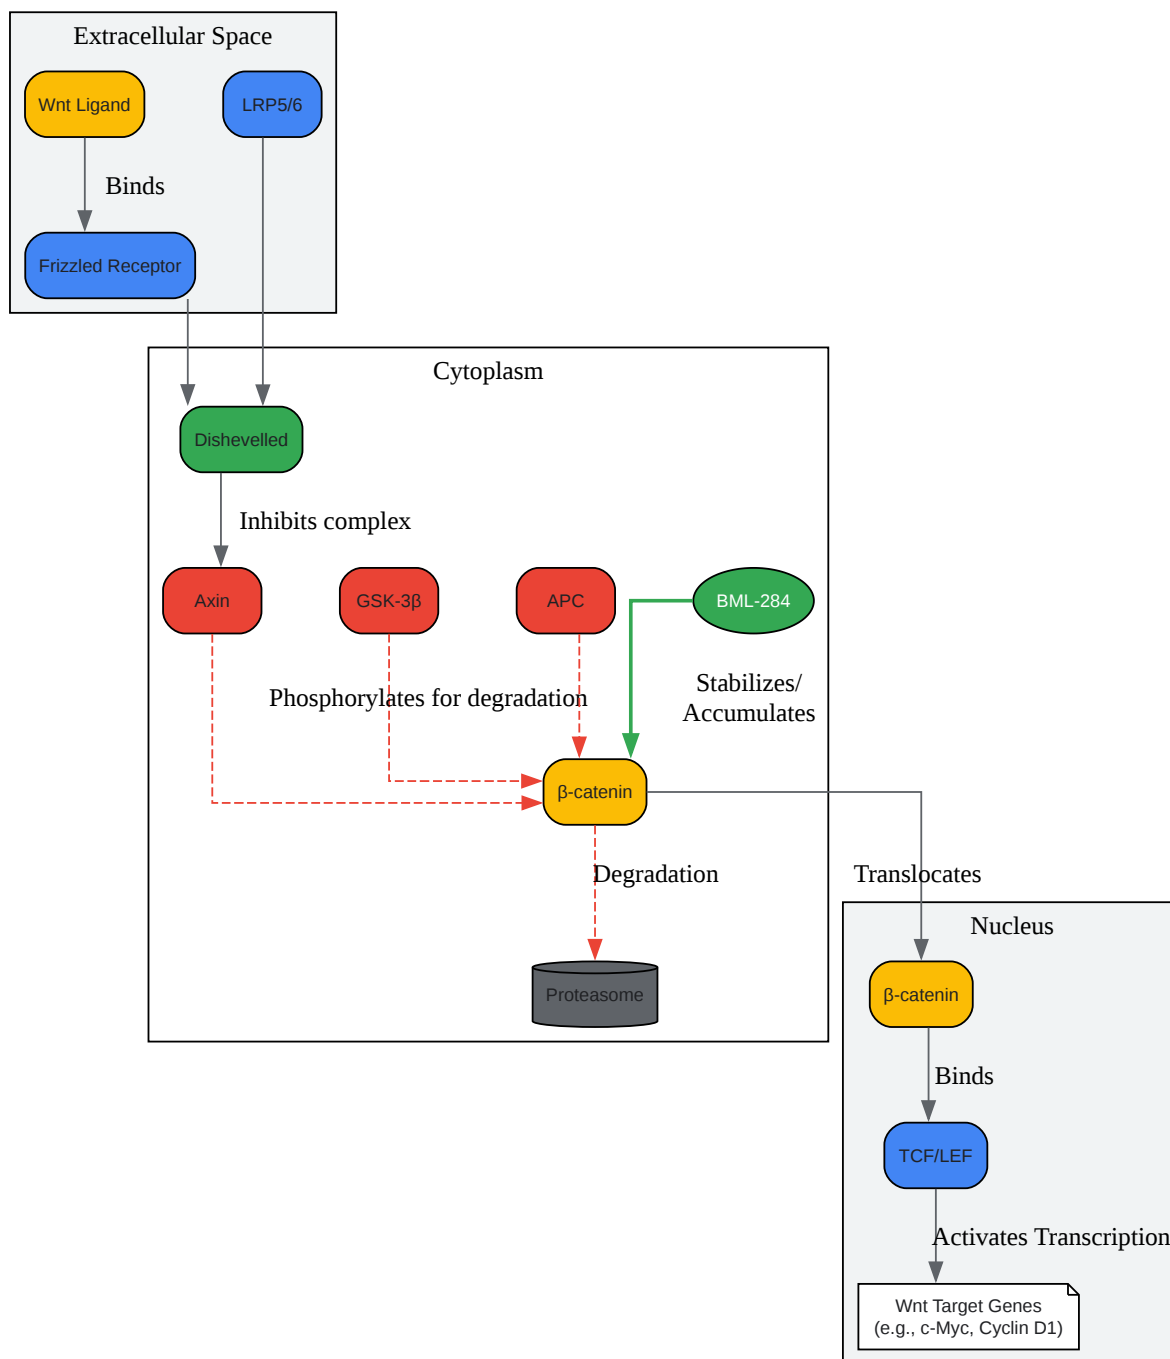 Extracellular Space
Wnt Ligand
LRP5/6
Binds
Frizzled Receptor
Cytoplasm
Dishevelled
Inhibits complex
Axin
GSK-3β
APC
BML-284
Phosphorylates for degradation
Stabilizes/
Accumulates
β-catenin
Degradation
Translocates
Nucleus
Proteasome
β-catenin
Binds
TCF/LEF
Activates Transcription
Wnt Target Genes
(e.g., c-Myc, Cyclin D1)